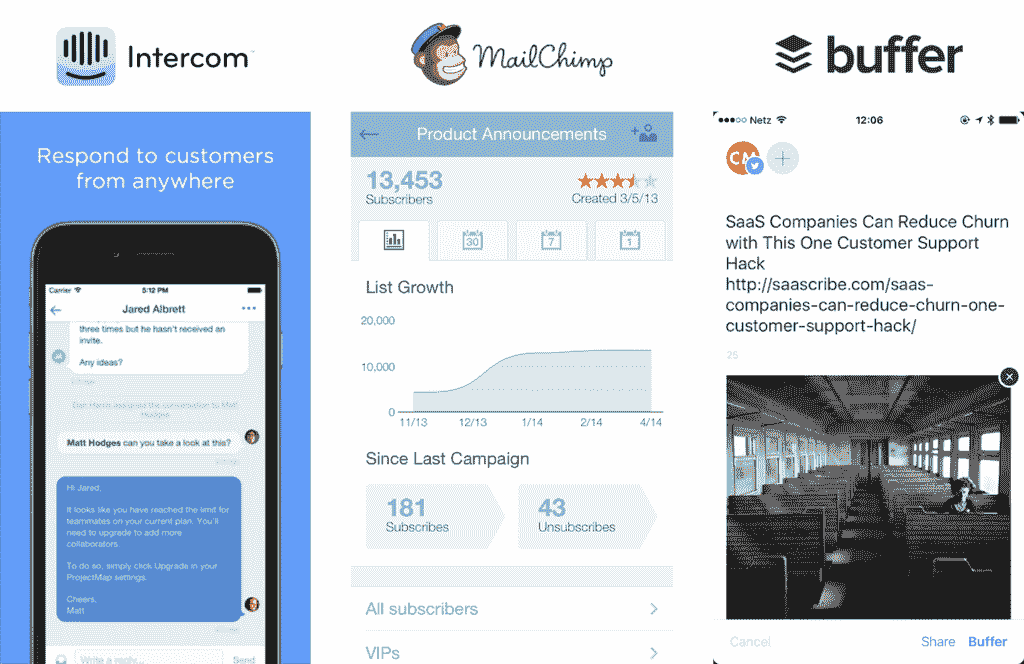 Intercom
MailChimp
buffer
Respond to customers
from anywhere
Carrier
5:12 PM
Jared Albrett
three times but he hasn't received an
invite.
Any ideas?
Matt Hodges can you take a look at this?
Hi Jared,
It looks like you have reached the limit for
teammates on your current plan. You'll
need to upgrade to add more
collaborators.
To do so, simply click Upgrade in your
ProjectMap settings.
Cheers,
Matt
Write a reply...
Send
Product Announcements
13,453
Subscribers
Created 3/5/13
30
7
1
List Growth
20,000
10,000
0
11/13
12/13
1/14
2/14
4/14
Since Last Campaign
181
Subscribes
43
Unsubscribes
All subscribers
VIPs
Netz
12:06
CM
SaaS Companies Can Reduce Churn
with This One Customer Support
Hack
http://saascribe.com/saas-
companies-can-reduce-churn-one-
customer-support-hack/
25
Cancel
Share
Buffer